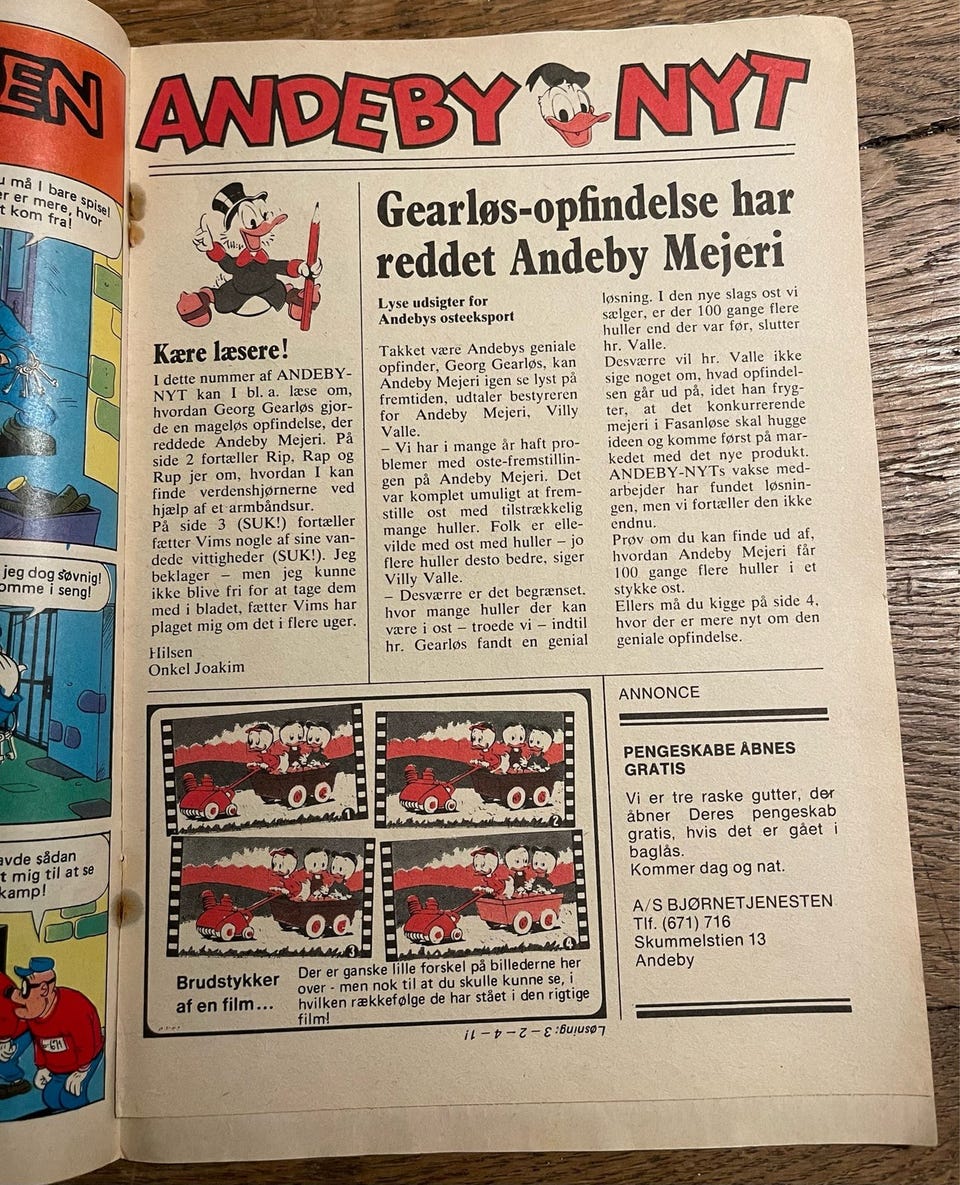 EN
u må I bare spise!
er er mere, hvor
t kom fra!
jeg dog søvnig!
omme i seng!
avde sådan
t mig til at se
kamp!
ANDEBY NYT
Kære læsere!
I dette nummer af ANDEBY-
NYT kan I bl. a. læse om,
hvordan Georg Gearløs gjor-
de en mageløs opfindelse, der
reddede Andeby Mejeri. På
side 2 fortæller Rip, Rap og
Rup jer om, hvordan I kan
finde verdenshjørnerne ved
hjælp af et armbåndsur.
På side 3 (SUK!) fortæller
fætter Vims nogle af sine van-
dede vittigheder (SUK!). Jeg
beklager – men jeg kunne
ikke blive fri for at tage dem
med i bladet, fætter Vims har
plaget mig om det i flere uger.
Hilsen
Onkel Joakim
Gearløs-opfindelse har
reddet Andeby Mejeri
Lyse udsigter for
Andebys osteeksport
Takket være Andebys geniale
opfinder, Georg Gearløs, kan
Andeby Mejeri igen se lyst på
fremtiden, udtaler bestyreren
for Andeby Mejeri, Villy
Valle.
– Vi har i mange år haft pro-
blemer med oste-fremstillin-
gen på Andeby Mejeri. Det
var komplet umuligt at frem-
stille ost med tilstrækkelig
mange huller. Folk er elle-
vilde med ost med huller – jo
flere huller desto bedre, siger
Villy Valle.
– Desværre er det begrænset,
hvor mange huller der kan
være i ost – troede vi – indtil
hr. Gearløs fandt en genial
løsning. I den nye slags ost vi
sælger, er der 100 gange flere
huller end der var før, slutter
hr. Valle.
Desværre vil hr. Valle ikke
sige noget om, hvad opfindel-
sen går ud på, idet han fryg-
ter, at det konkurrerende
mejeri i Fasanløse skal hugge
ideen og komme først på mar-
kedet med det nye produkt.
ANDEBY-NYTs vakse med-
arbejder har fundet løsnin-
gen, men vi fortæller den ikke
endnu.
Prøv om du kan finde ud af,
hvordan Andeby Mejeri får
100 gange flere huller i et
stykke ost.
Ellers må du kigge på side 4,
hvor der er mere nyt om den
geniale opfindelse.
1
2
3
4
Brudstykker
af en film...
Der er ganske lille forskel på billederne her
over - men nok til at du skulle kunne se, i
hvilken rækkefølge de har stået i den rigtige
film!
Løsning: 3 – 2 – 4 – 1!
ANNONCE
PENGESKABE ÅBNES
GRATIS
Vi er tre raske gutter, der
åbner Deres pengeskab
gratis, hvis det er gået i
baglås.
Kommer dag og nat.
A/S BJØRNETJENESTEN
Tlf. (671) 716
Skummelstien 13
Andeby